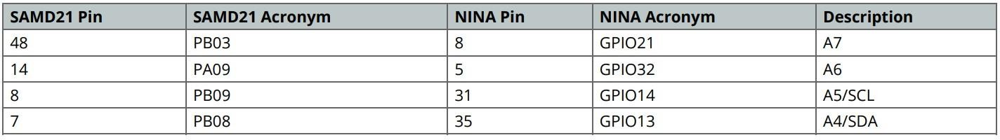 SAMD21 Pin SAMD21 Acronym NINA Pin NINA Acronym Description
48 PB03 8 GPIO21 A7
14 PA09 5 GPIO32 A6
8 PB09 31 GPIO14 A5/SCL
7 PB08 35 GPIO13 A4/SDA